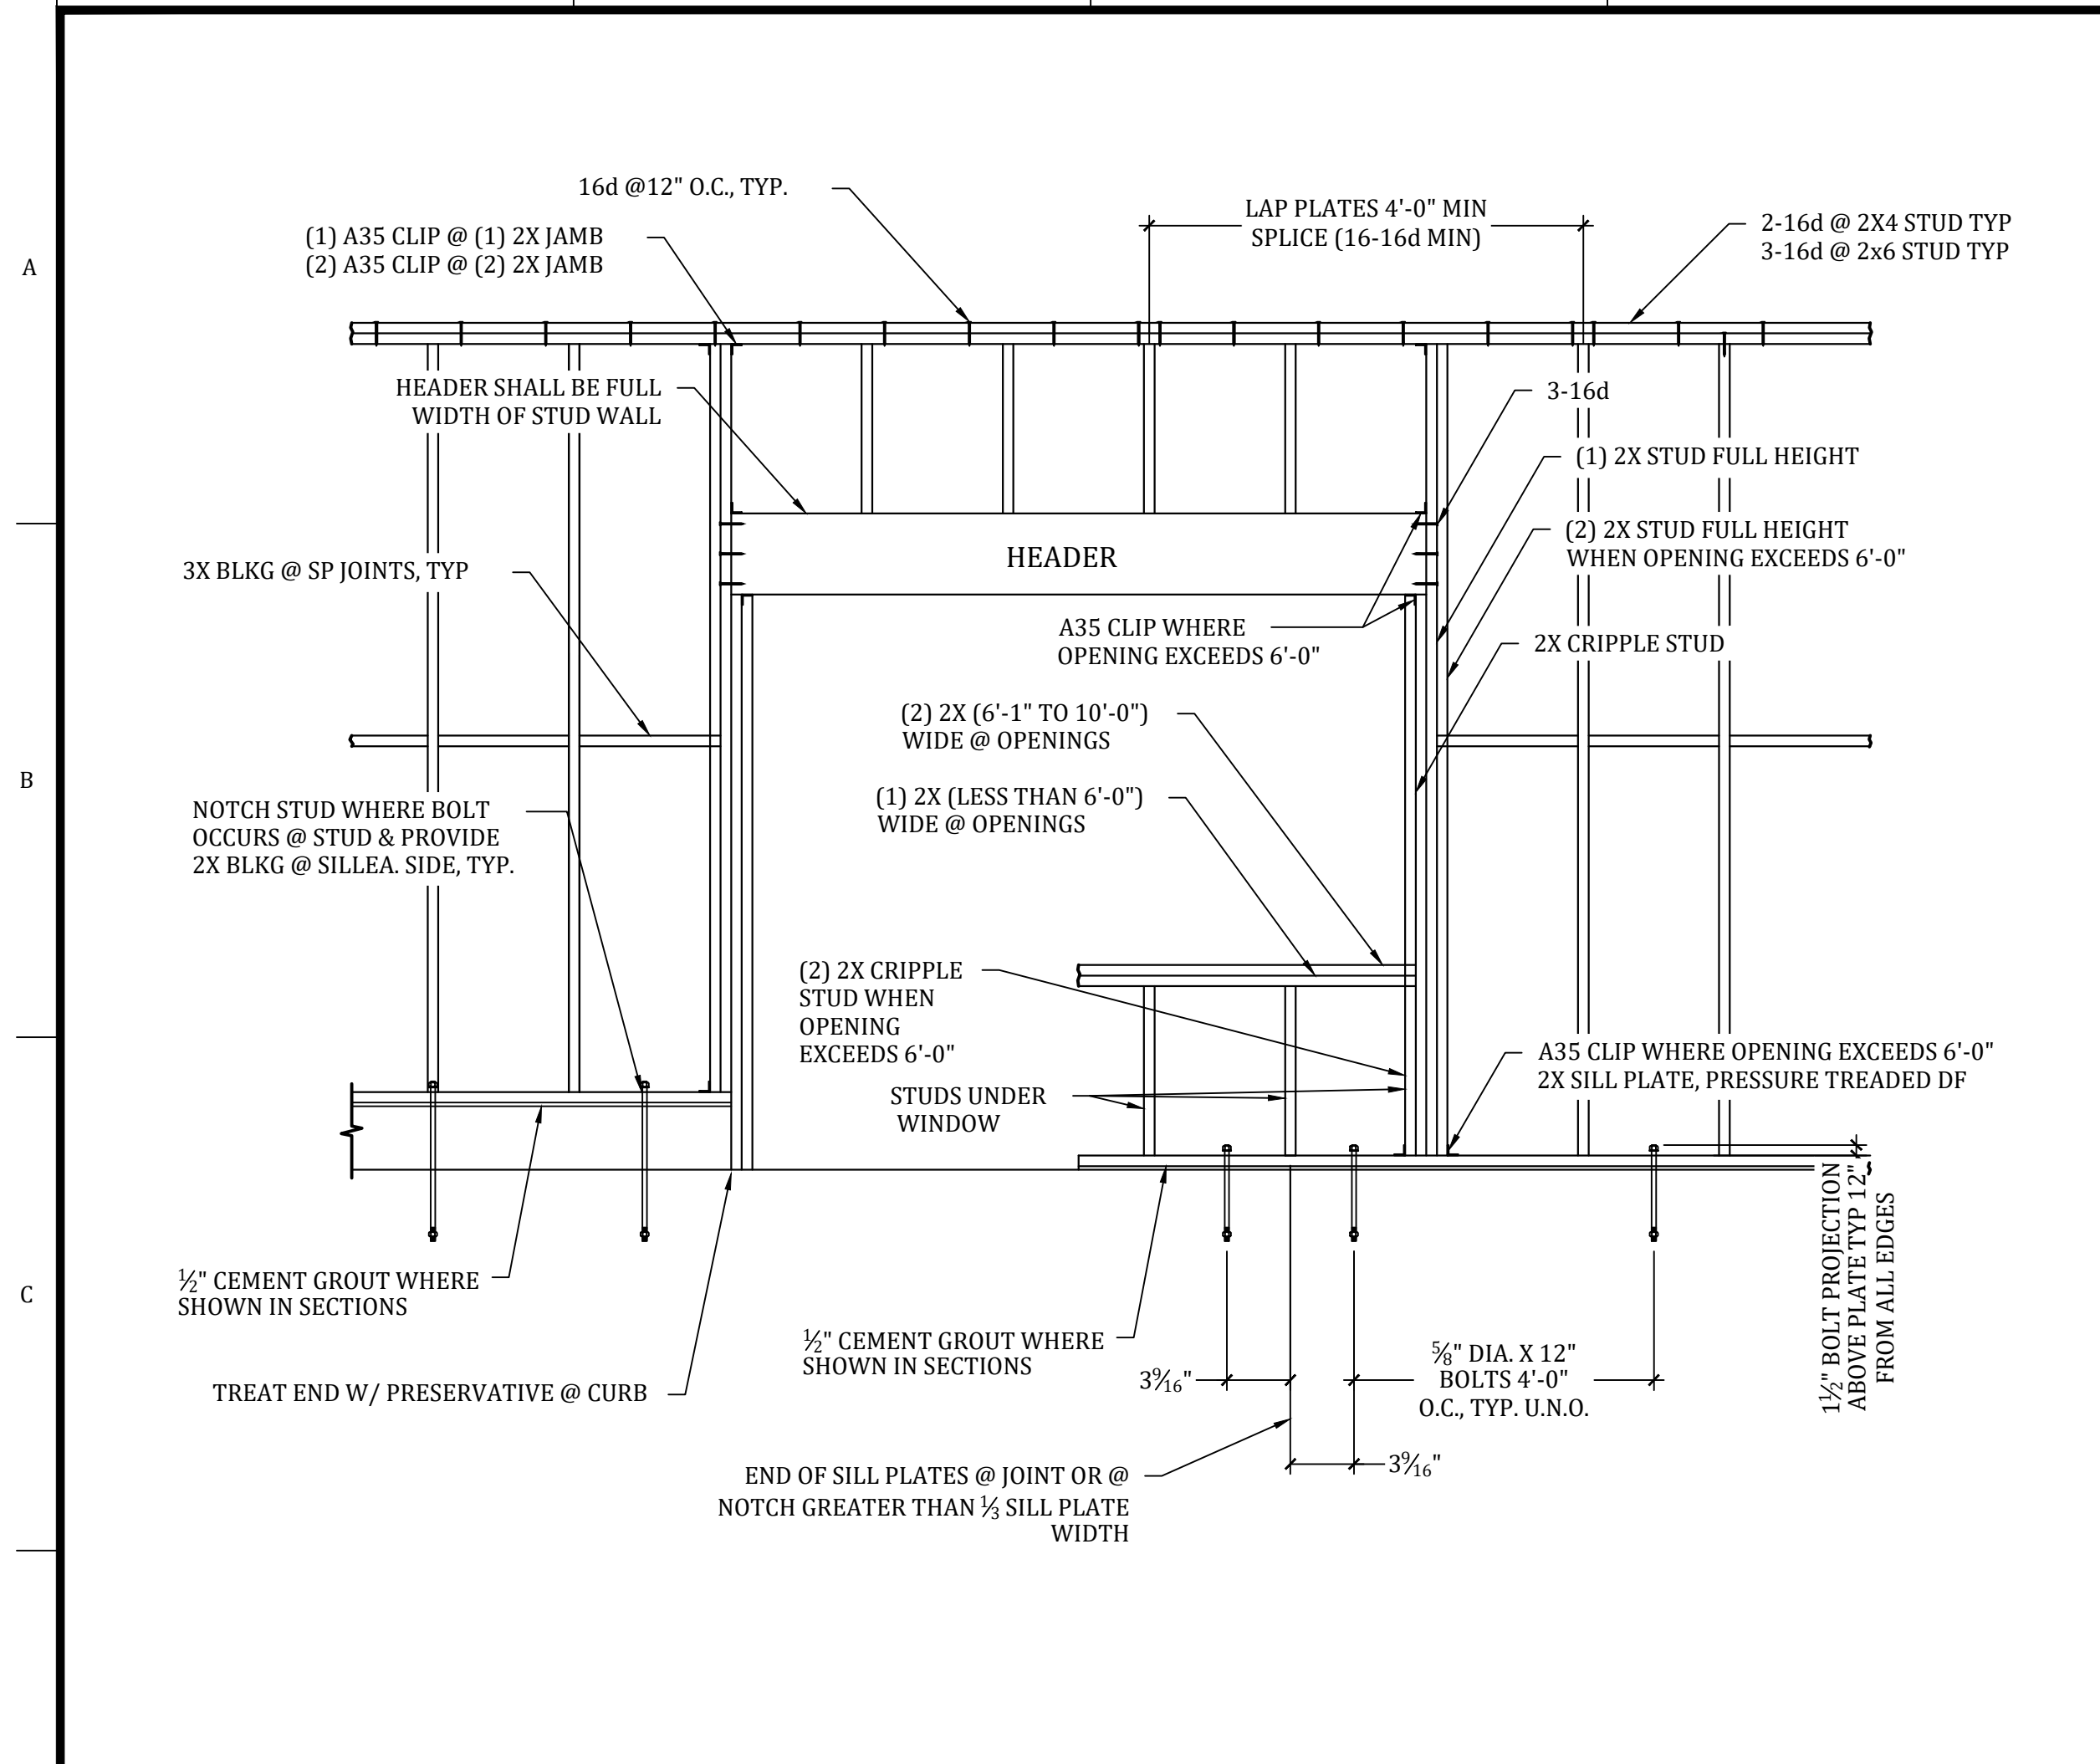 16d @12" O.C., TYP.
(1) A35 CLIP @ (1) 2X JAMB
(2) A35 CLIP @ (2) 2X JAMB
LAP PLATES 4'-0" MIN
SPLICE (16-16d MIN)
2-16d @ 2X4 STUD TYP
3-16d @ 2x6 STUD TYP
A
HEADER SHALL BE FULL
WIDTH OF STUD WALL
3-16d
(1) 2X STUD FULL HEIGHT
(2) 2X STUD FULL HEIGHT
WHEN OPENING EXCEEDS 6'-0"
HEADER
3X BLKG @ SP JOINTS, TYP
A35 CLIP WHERE
OPENING EXCEEDS 6'-0"
2X CRIPPLE STUD
(2) 2X (6'-1" TO 10'-0")
WIDE @ OPENINGS
B
(1) 2X (LESS THAN 6'-0")
WIDE @ OPENINGS
NOTCH STUD WHERE BOLT
OCCURS @ STUD & PROVIDE
2X BLKG @ SILLEA. SIDE, TYP.
(2) 2X CRIPPLE
STUD WHEN
OPENING
EXCEEDS 6'-0"
A35 CLIP WHERE OPENING EXCEEDS 6'-0"
2X SILL PLATE, PRESSURE TREADED DF
STUDS UNDER
WINDOW
1½" BOLT PROJECTION
ABOVE PLATE TYP 12"
FROM ALL EDGES
C
½" CEMENT GROUT WHERE
SHOWN IN SECTIONS
½" CEMENT GROUT WHERE
SHOWN IN SECTIONS
3⁹⁄₁₆"
⅝" DIA. X 12"
BOLTS 4'-0"
O.C., TYP. U.N.O.
TREAT END W/ PRESERVATIVE @ CURB
3⁹⁄₁₆"
END OF SILL PLATES @ JOINT OR @
NOTCH GREATER THAN ⅓ SILL PLATE
WIDTH